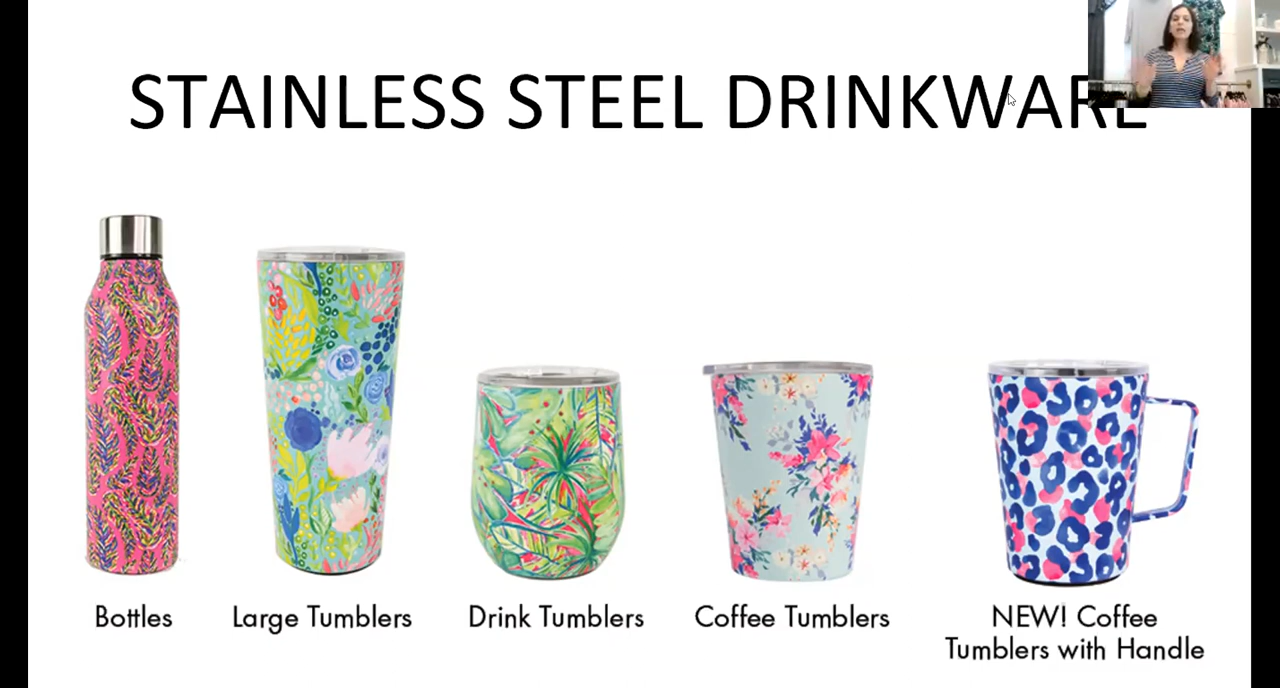 STAINLESS STEEL DRINKWARE
Bottles
Large Tumblers
Drink Tumblers
Coffee Tumblers
NEW! Coffee
Tumblers with Handle